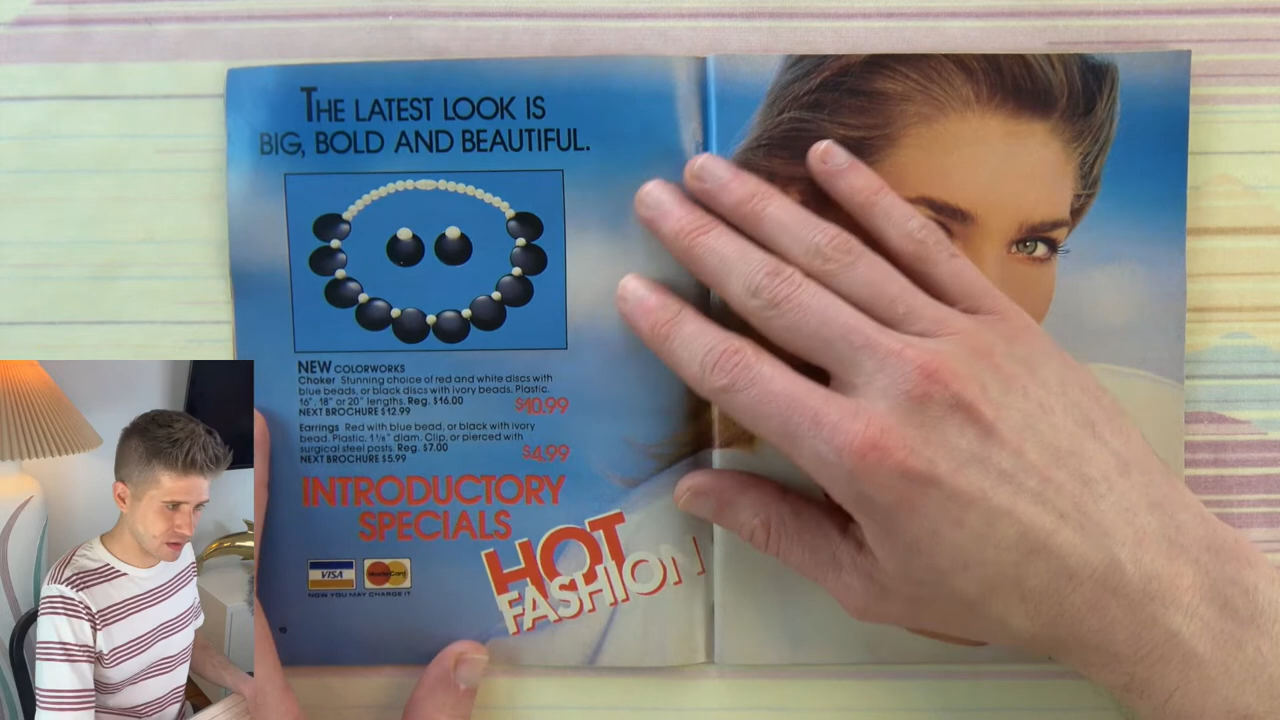 THE LATEST LOOK IS
BIG, BOLD AND BEAUTIFUL.
NEW COLORWORKS
Choker Stunning choice of red and white discs with
blue beads, or black discs with ivory beads. Plastic.
16", 18" or 20" lengths. Reg. $16.00
NEXT BROCHURE $12.99
$10.99
Earrings Red with blue bead, or black with ivory
bead. Plastic. 1 1/8" diam. Clip, or pierced with
surgical steel posts. Reg. $7.00
NEXT BROCHURE $5.99
$4.99
INTRODUCTORY
SPECIALS
HOT
FASHION
VISA
MasterCard
NOW YOU MAY CHARGE IT